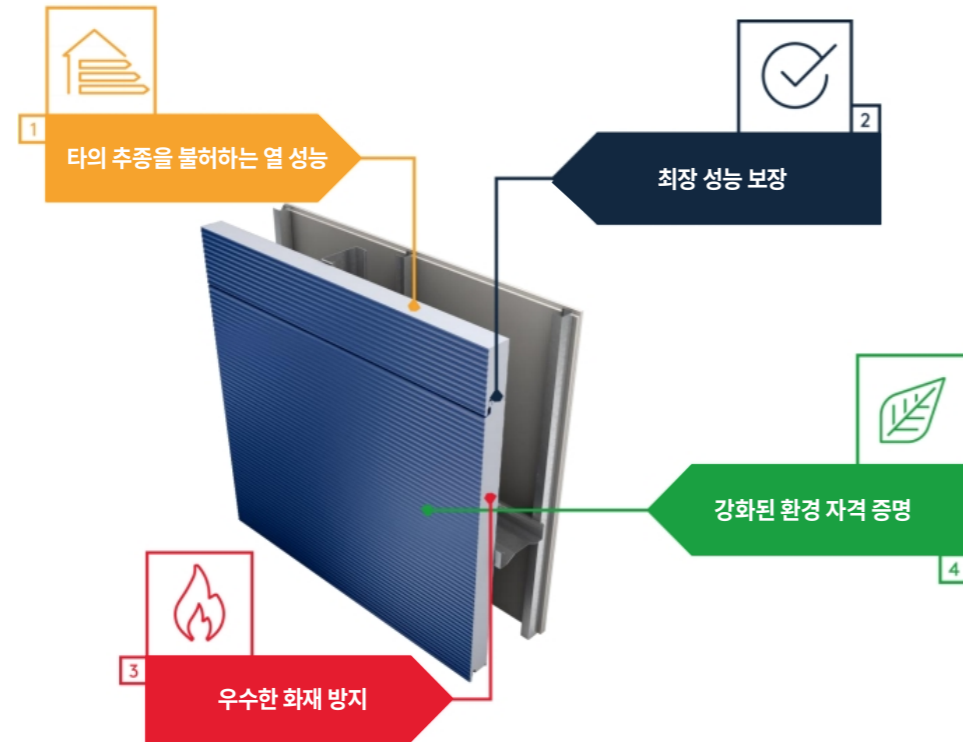 1
타의 추종을 불허하는 열 성능
2
최장 성능 보장
3
우수한 화재 방지
4
강화된 환경 자격 증명